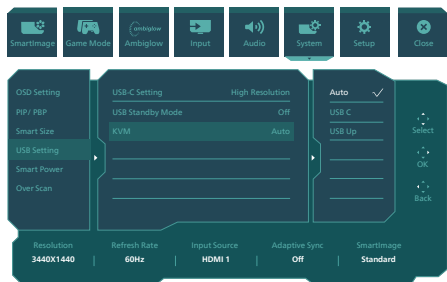 SmartImage Game Mode Ambiglow Input Audio System Setup Close
ambiglow
OSD Setting USB-C Setting High Resolution Auto
PIP/ PBP USB Standby Mode Off USB C
Smart Size KVM Auto USB Up
Select
USB Setting
OK
Smart Power
Over Scan
Back
Resolution Refresh Rate Input Source Adaptive Sync SmartImage
3440X1440 60Hz HDMI 1 Off Standard